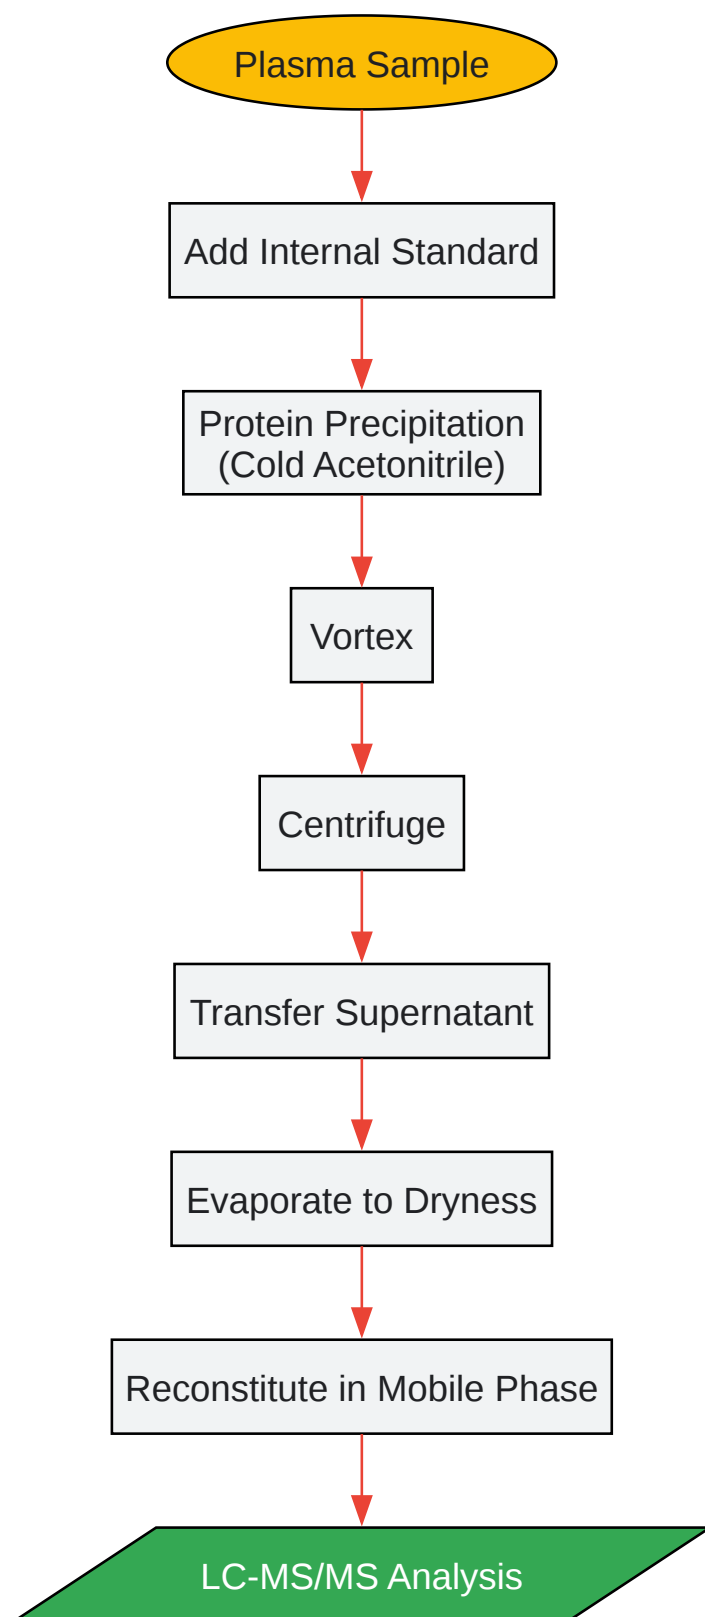 Plasma Sample
Add Internal Standard
Protein Precipitation
(Cold Acetonitrile)
Vortex
Centrifuge
Transfer Supernatant
Evaporate to Dryness
Reconstitute in Mobile Phase
LC-MS/MS Analysis